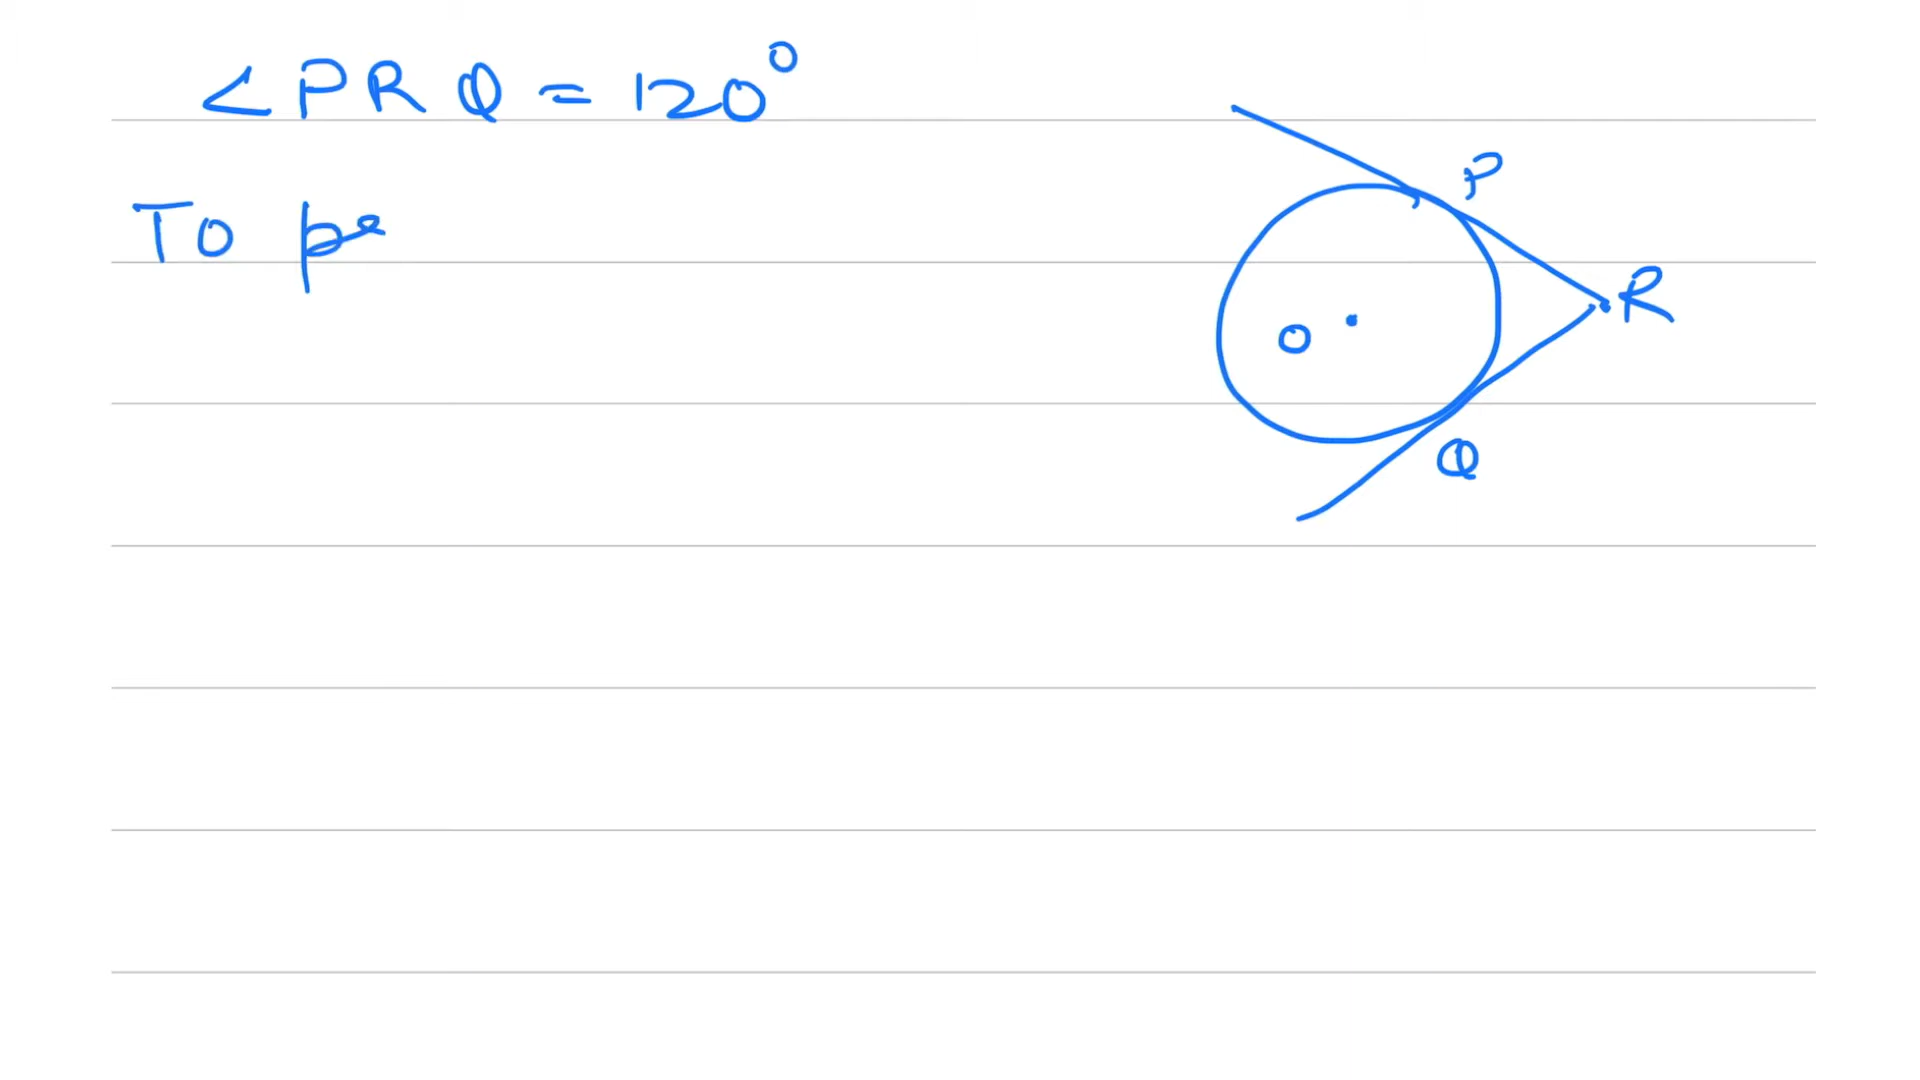 ∠PRQ = 120°
To pr
P
R
O
Q